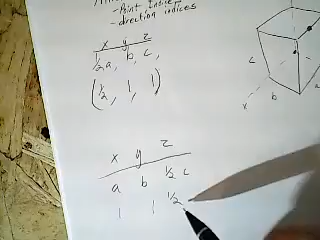 - Point Indices
- direction indices
x y z
1/2a, b, c,
(1/2, 1, 1)
c
x
b
a
x y z
a b 1/2 c
1 1 1/2